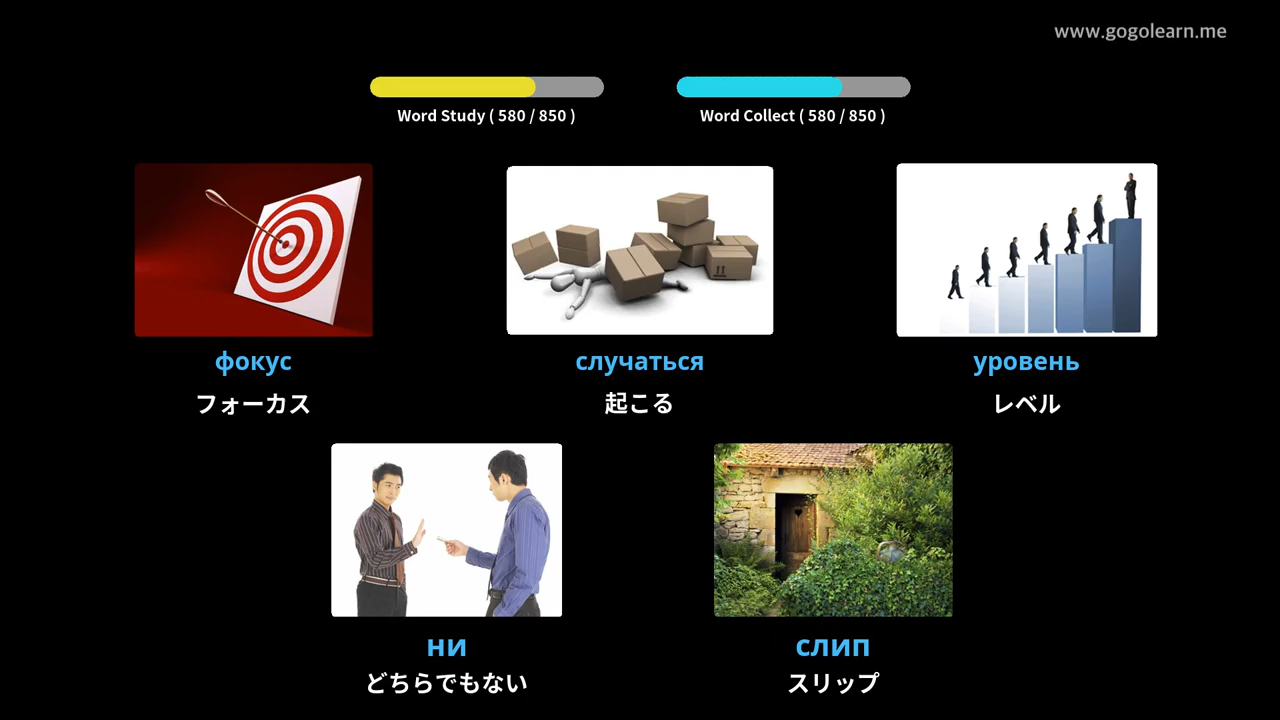 www.gogolearn.me
Word Study ( 580 / 850 )
Word Collect ( 580 / 850 )
фокус
フォーカス
случаться
起こる
уровень
レベル
ни
どちらでもない
слип
スリップ